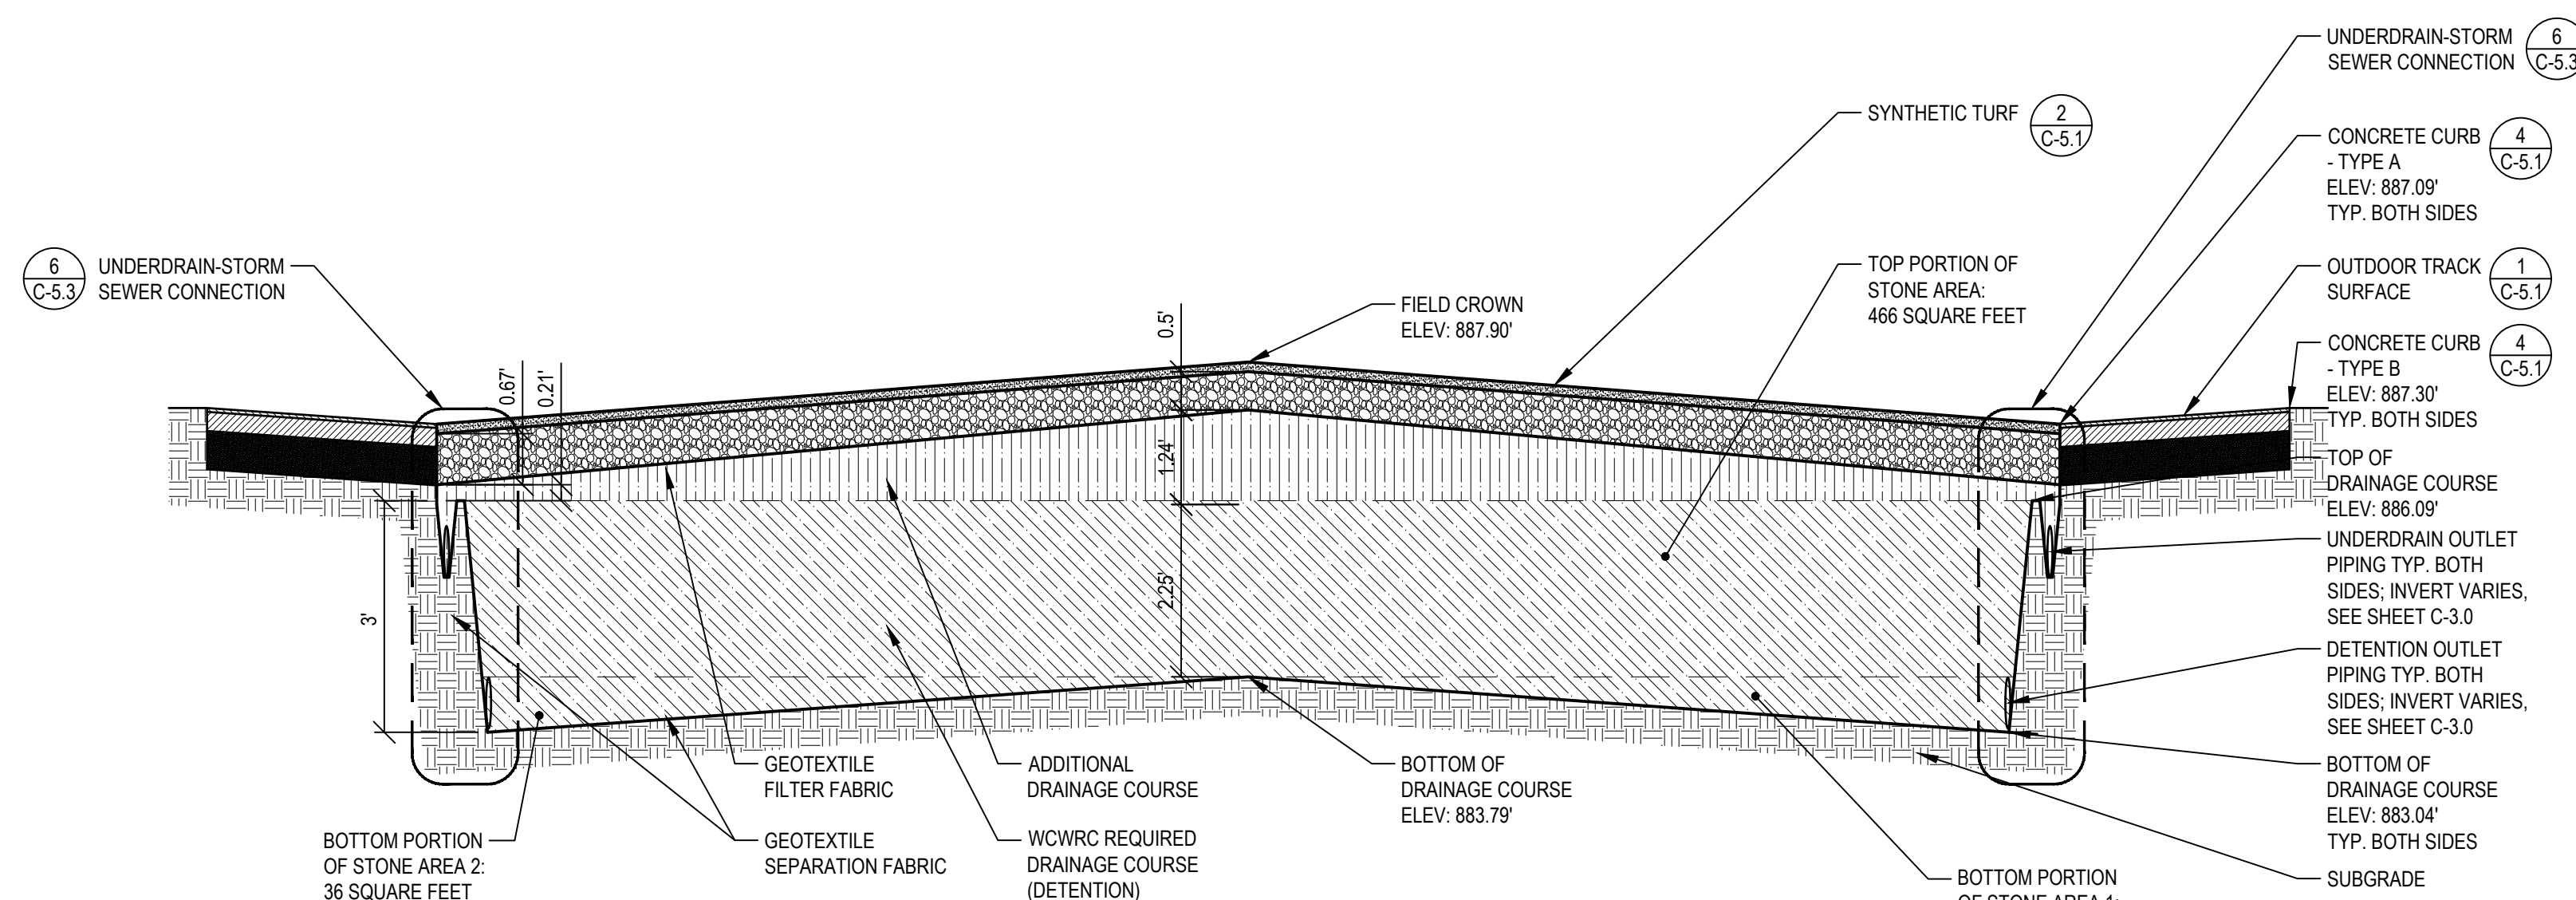 UNDERDRAIN-STORM
SEWER CONNECTION
6
C-5.3
SYNTHETIC TURF
2
C-5.1
CONCRETE CURB
- TYPE A
ELEV: 887.09'
TYP. BOTH SIDES
4
C-5.1
6
C-5.3
UNDERDRAIN-STORM
SEWER CONNECTION
TOP PORTION OF
STONE AREA:
466 SQUARE FEET
OUTDOOR TRACK
SURFACE
1
C-5.1
FIELD CROWN
ELEV: 887.90'
CONCRETE CURB
- TYPE B
ELEV: 887.30'
TYP. BOTH SIDES
4
C-5.1
0.5'
0.67'
0.21'
1.24'
2.25'
3'
TOP OF
DRAINAGE COURSE
ELEV: 886.09'
UNDERDRAIN OUTLET
PIPING TYP. BOTH
SIDES; INVERT VARIES,
SEE SHEET C-3.0
DETENTION OUTLET
PIPING TYP. BOTH
SIDES; INVERT VARIES,
SEE SHEET C-3.0
BOTTOM OF
DRAINAGE COURSE
ELEV: 883.04'
TYP. BOTH SIDES
SUBGRADE
GEOTEXTILE
FILTER FABRIC
ADDITIONAL
DRAINAGE COURSE
BOTTOM OF
DRAINAGE COURSE
ELEV: 883.79'
BOTTOM PORTION
OF STONE AREA 2:
36 SQUARE FEET
GEOTEXTILE
SEPARATION FABRIC
WCWRC REQUIRED
DRAINAGE COURSE
(DETENTION)
BOTTOM PORTION
OF STONE AREA 1: